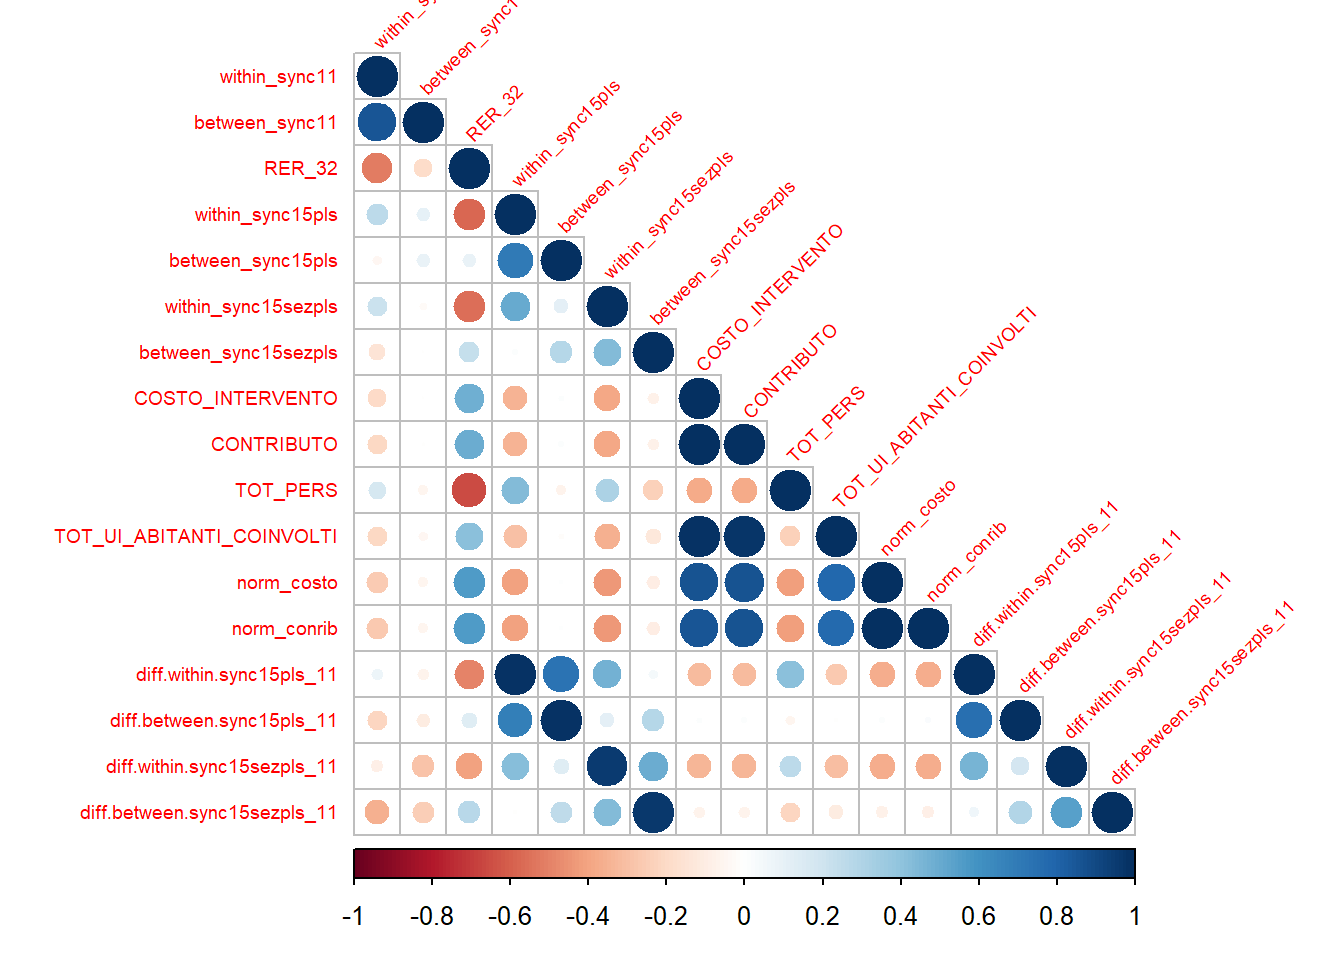 within_sy
between_sync1
RER_32
within_sync15pls
between_sync15pls
within_sync15sezpls
between_sync15sezpls
COSTO_INTERVENTO
CONTRIBUTO
TOT_PERS
TOT_UI_ABITANTI_COINVOLTI
norm_costo
norm_conrib
diff.within.sync15pls_11
diff.between.sync15pls_11
diff.within.sync15sezpls_11
diff.between.sync15sezpls_11
within_sync11
between_sync11
RER_32
within_sync15pls
between_sync15pls
within_sync15sezpls
between_sync15sezpls
COSTO_INTERVENTO
CONTRIBUTO
TOT_PERS
TOT_UI_ABITANTI_COINVOLTI
norm_costo
norm_conrib
diff.within.sync15pls_11
diff.between.sync15pls_11
diff.within.sync15sezpls_11
diff.between.sync15sezpls_11
-1 -0.8 -0.6 -0.4 -0.2 0 0.2 0.4 0.6 0.8 1